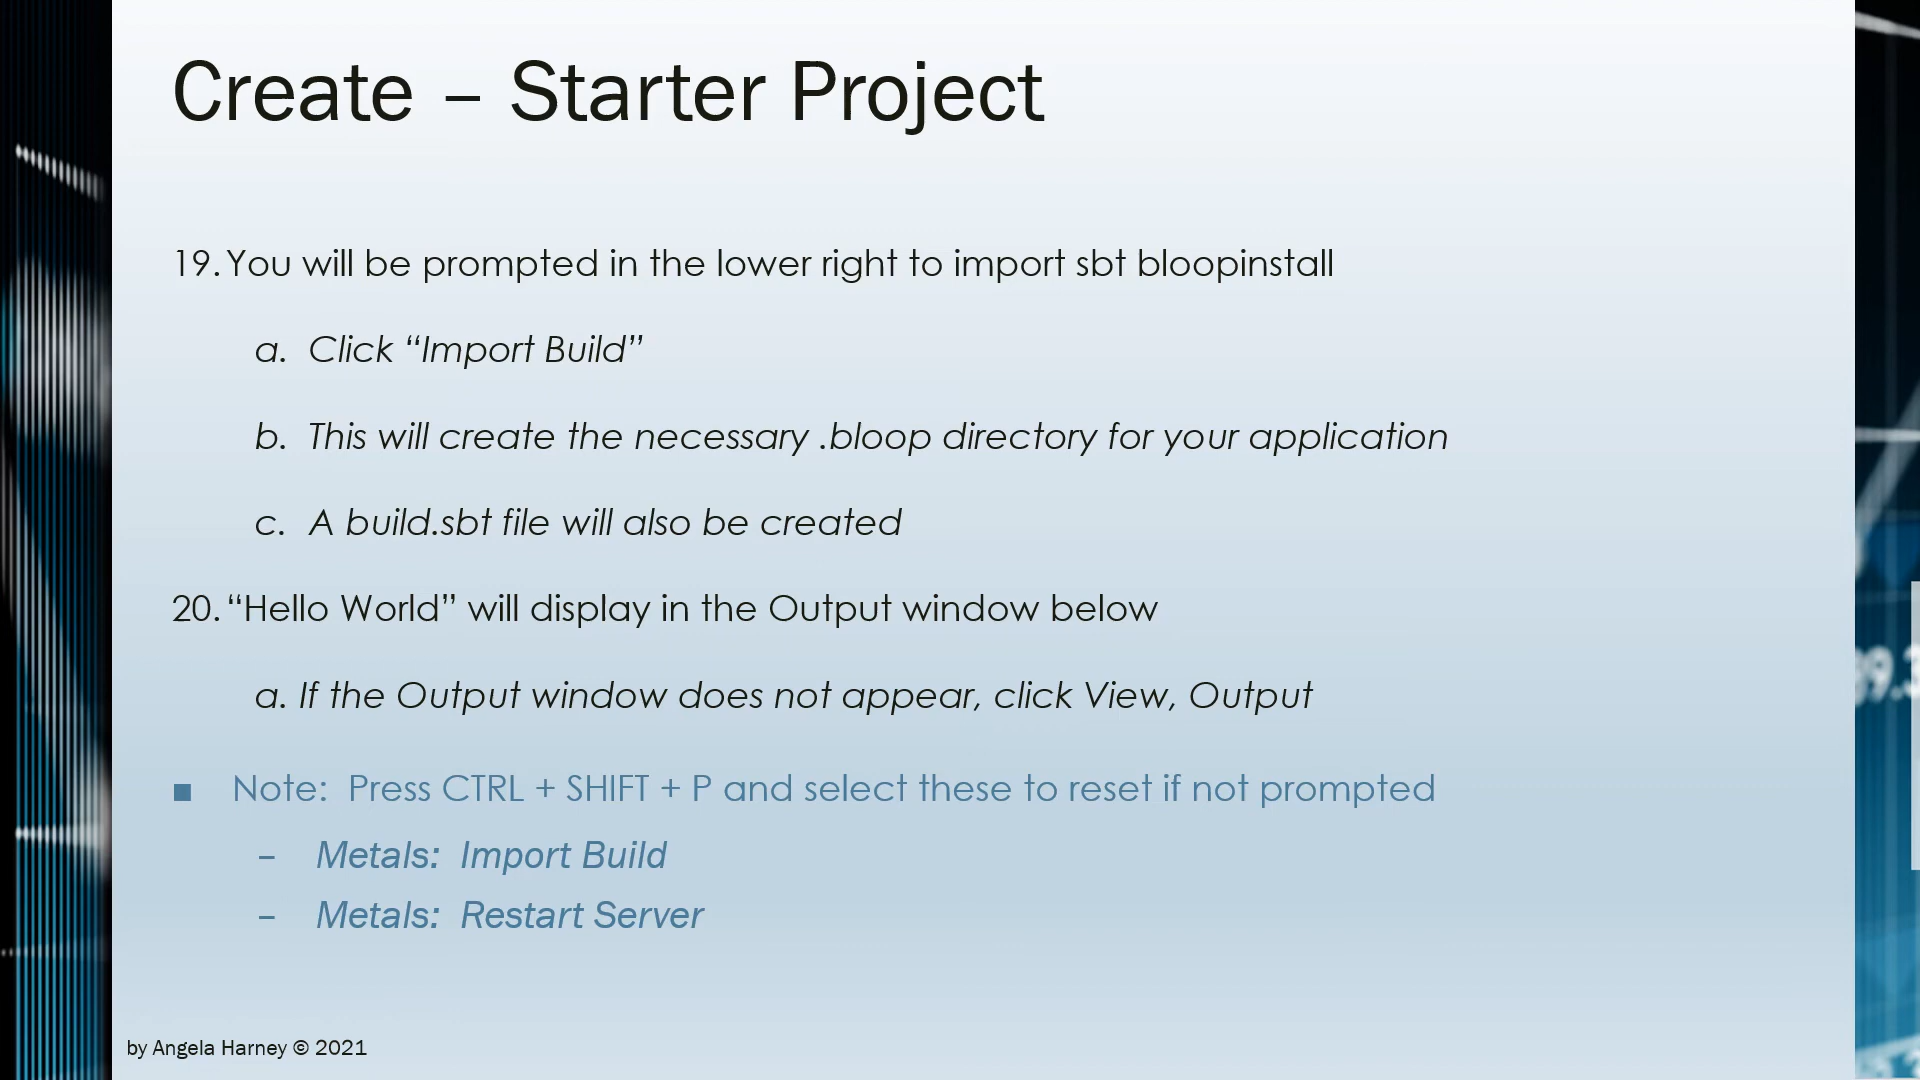 Create – Starter Project
19. You will be prompted in the lower right to import sbt bloopinstall
a. Click “Import Build”
b. This will create the necessary .bloop directory for your application
c. A build.sbt file will also be created
20. “Hello World” will display in the Output window below
a. If the Output window does not appear, click View, Output
■ Note: Press CTRL + SHIFT + P and select these to reset if not prompted
– Metals: Import Build
– Metals: Restart Server
by Angela Harney © 2021